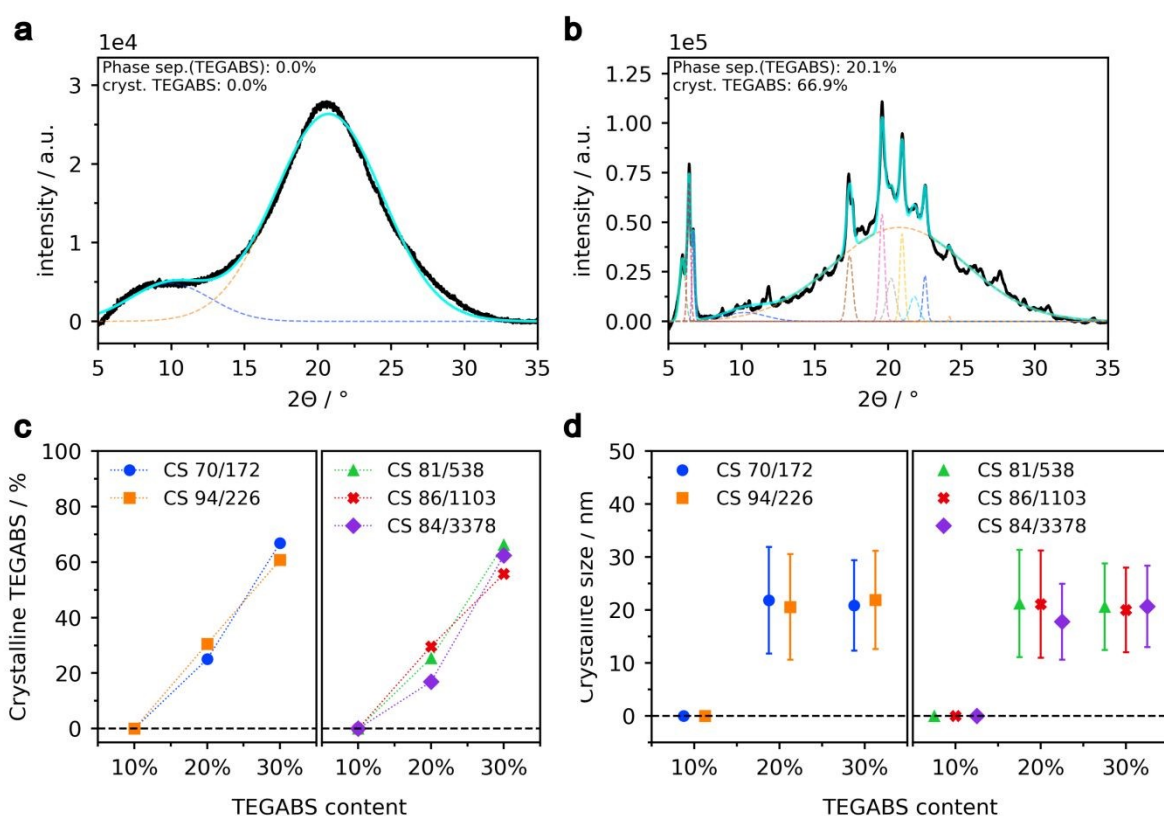 a
1e4
Phase sep.(TEGABS): 0.0%
cryst. TEGABS: 0.0%
3
2
1
0
intensity / a.u.
5 10 15 20 25 30 35
2Θ / °
b
1e5
Phase sep.(TEGABS): 20.1%
cryst. TEGABS: 66.9%
1.25
1.00
0.75
0.50
0.25
0.00
intensity / a.u.
5 10 15 20 25 30 35
2Θ / °
c
100
80
60
40
20
0
Crystalline TEGABS / %
CS 70/172
CS 94/226
CS 81/538
CS 86/1103
CS 84/3378
10% 20% 30% 10% 20% 30%
TEGABS content
d
50
40
30
20
10
0
Crystallite size / nm
CS 70/172
CS 94/226
CS 81/538
CS 86/1103
CS 84/3378
10% 20% 30% 10% 20% 30%
TEGABS content